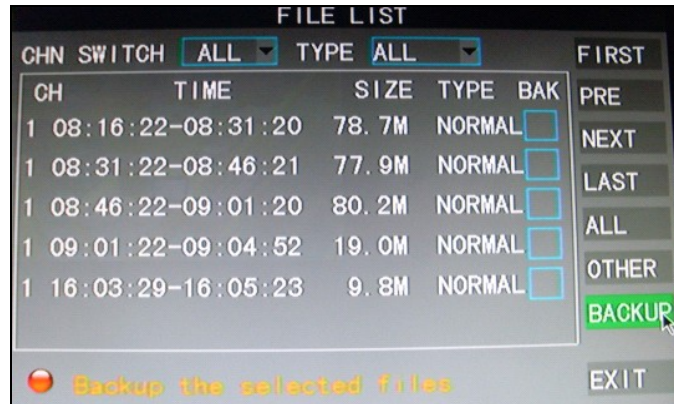 FILE LIST
CHN SWITCH ALL TYPE ALL
CH TIME SIZE TYPE BAK
1 08:16:22-08:31:20 78.7M NORMAL
1 08:31:22-08:46:21 77.9M NORMAL
1 08:46:22-09:01:20 80.2M NORMAL
1 09:01:22-09:04:52 19.0M NORMAL
1 16:03:29-16:05:23 9.8M NORMAL
FIRST
PRE
NEXT
LAST
ALL
OTHER
BACKUP
Backup the selected files
EXIT